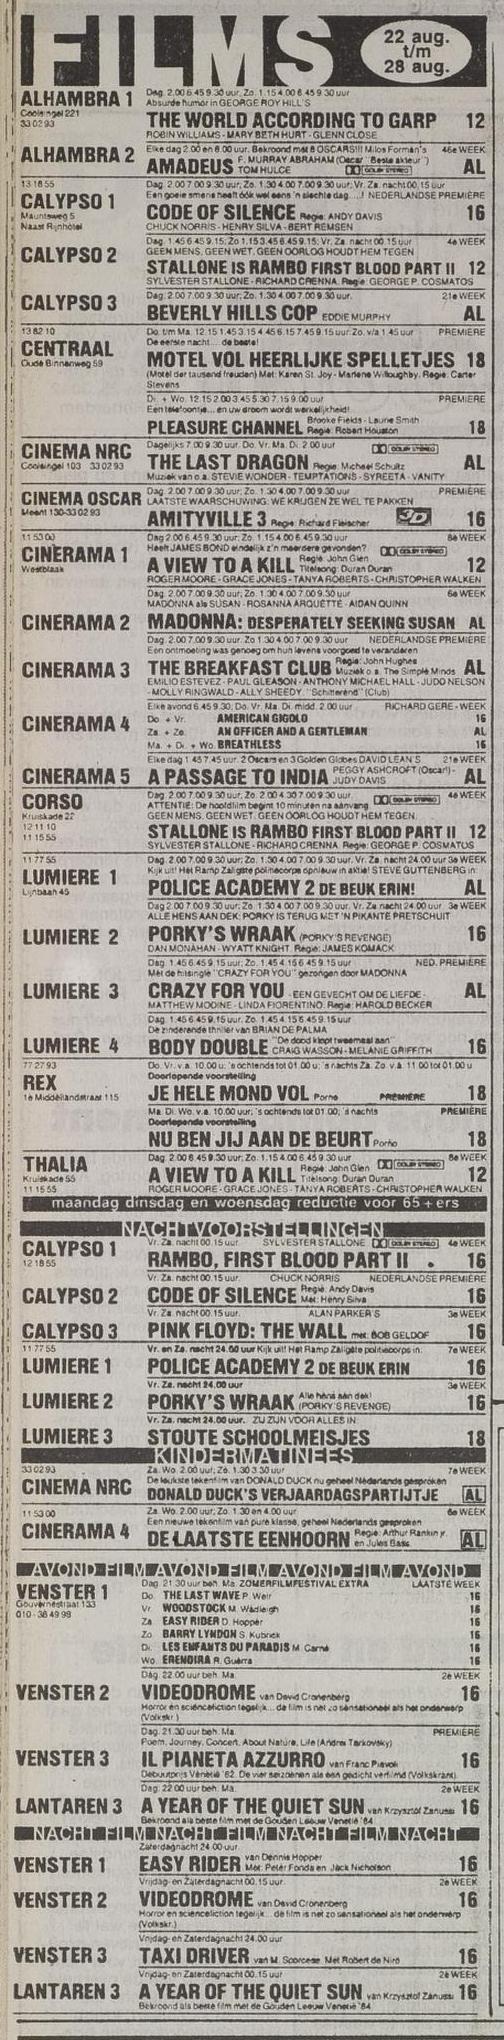 FILMS
22 aug.
t/m
28 aug.
ALHAMBRA 1
Coolsingel 221
33 02 93
Dag. 2.00 6.45 9.30 uur; Zo. 1.15 4.00 6.45 9.30 uur
Absurde humor in GEORGE ROY HILL'S
THE WORLD ACCORDING TO GARP 12
ROBIN WILLIAMS - MARY BETH HURT - GLENN CLOSE
ALHAMBRA 2
Elke dag 2.00 en 8.00 uur. Bekroond met 8 OSCARS!!! Milos Forman's 46e WEEK
AMADEUS F. MURRAY ABRAHAM (Oscar "Beste akteur") TOM HULCE DOLBY STEREO AL
13 18 55
CALYPSO 1
Mauritsweg 5
Naast Rijnhotel
Dag. 2.00 7.00 9.30 uur; Zo. 1.30 4.00 7.00 9.30 uur; Vr. Za. nacht 00.15 uur
Een goeie smeris heeft óók wel eens 'n slechte dag....! NEDERLANDSE PREMIÈRE
CODE OF SILENCE Regie: ANDY DAVIS 16
CHUCK NORRIS - HENRY SILVA - BERT REMSEN
CALYPSO 2
Dag. 1.45 6.45 9.15; Zo 1.15 3.45 6.45 9.15; Vr. Za. nacht 00.15 uur 4e WEEK
GEEN MENS, GEEN WET, GEEN OORLOG HOUDT HEM TEGEN
STALLONE IS RAMBO FIRST BLOOD PART II 12
SYLVESTER STALLONE - RICHARD CRENNA. Regie: GEORGE P. COSMATOS
CALYPSO 3
Dag. 2.00 7.00 9.30 uur; Zo. 1.30 4.00 7.00 9.30 uur. 21e WEEK
BEVERLY HILLS COP EDDIE MURPHY AL
13 82 10
CENTRAAL
Oude Binnenweg 59
Do. t/m Ma. 12.15 1.45 3.15 4.45 6.15 7.45 9.15 uur Zo. v/a 1.45 uur PREMIÈRE
De eerste nacht.... de beste!
MOTEL VOL HEERLIJKE SPELLETJES 18
(Motel der tausend freuden) Met: Karen St. Joy - Marlene Willoughby. Regie: Carter
Stevens
Di. + Wo. 12.15 2.00 3.45 5.30 7.15 9.00 uur PREMIÈRE
Een telefoontje... en uw droom wordt werkelijkheid!
PLEASURE CHANNEL Brooke Fields - Laurie Smith Regie: Robert Houston 18
CINEMA NRC
Coolsingel 103 33 02 93
Dagelijks 7.00 9.30 uur. Do. Vr. Ma. Di. 2.00 uur DOLBY STEREO
THE LAST DRAGON Regie: Michael Schultz AL
Muziek van o.a. STEVIE WONDER - TEMPTATIONS - SYREETA - VANITY
CINEMA OSCAR
Meent 130-33 02 93
Dag. 2.00 7.00 9.30 uur; Zo. 1.30 4.00 7.00 9.30 uur PREMIÈRE
LAATSTE WAARSCHUWING: WE KRIJGEN ZE WEL TE PAKKEN
AMITYVILLE 3 Regie: Richard Fleischer 3D 16
11 53 00
CINERAMA 1
Westblaak
Dag 2.00 6.45 9.30 uur; Zo. 1.15 4.00 6.45 9.30 uur 8e WEEK
Heeft JAMES BOND eindelijk z'n meerdere gevonden? DOLBY STEREO
A VIEW TO A KILL Regie: John Glen Titelsong: Duran Duran 12
ROGER MOORE - GRACE JONES - TANYA ROBERTS - CHRISTOPHER WALKEN
CINERAMA 2
Dag. 2.00 7.00 9.30 uur; Zo. 1.30 4.00 7.00 9.30 uur 6e WEEK
MADONNA als SUSAN - ROSANNA ARQUETTE - AIDAN QUINN
MADONNA: DESPERATELY SEEKING SUSAN AL
CINERAMA 3
Dag. 2.00 7.00 9.30 uur Zo 1.30 4.00 7.00 9.30 uur NEDERLANDSE PREMIÈRE
Een ontmoeting was genoeg om hun levens voorgoed te veranderen
THE BREAKFAST CLUB Regie: John Hughes Muziek o.a. The Simple Minds AL
EMILIO ESTEVEZ - PAUL GLEASON - ANTHONY MICHAEL HALL - JUDD NELSON
- MOLLY RINGWALD - ALLY SHEEDY. "Schitterend" (Club)
CINERAMA 4
Elke avond 6.45 9.30; Do. Vr. Ma. Di. midd. 2.00 uur RICHARD GERE - WEEK
Do. + Vr. AMERICAN GIGOLO 16
Za. + Zo. AN OFFICER AND A GENTLEMAN AL
Ma. + Di. + Wo. BREATHLESS 16
CINERAMA 5
Elke dag 1.45 7.45 uur. 2 Oscars en 3 Golden Globes DAVID LEAN'S 21e WEEK
A PASSAGE TO INDIA PEGGY ASHCROFT (Oscar!) - JUDY DAVIS AL
CORSO
Kruiskade 22
12 11 10
11 15 55
Dag. 2.00 7.00 9.30 uur; Zo. 2.00 4.30 7.00 9.30 uur 4e WEEK
ATTENTIE: De hoofdfilm begint 10 minuten na aanvang DOLBY STEREO
GEEN MENS, GEEN WET, GEEN OORLOG HOUDT HEM TEGEN.
STALLONE IS RAMBO FIRST BLOOD PART II 12
SYLVESTER STALLONE - RICHARD CRENNA. Regie: GEORGE P. COSMATOS
11 77 55
LUMIERE 1
Lijnbaan 45
Dag. 2.00 7.00 9.30 uur; Zo. 1.30 4.00 7.00 9.30 uur. Vr. Za. nacht 24.00 uur 3e WEEK
Kijk uit! Het Ramp Zaligste politiecorps opnieuw in aktie! STEVE GUTTENBERG in:
POLICE ACADEMY 2 DE BEUK ERIN! AL
LUMIERE 2
Dag 2.00 7.00 9.30 uur; Zo. 1.30 4.00 7.00 9.30 uur. Vr. Za nacht 24.00 uur 3e WEEK
ALLE HENS AAN DEK: PORKY IS TERUG MET 'N PIKANTE PRETSCHUIT
PORKY'S WRAAK (PORKY'S REVENGE) 16
DAN MONAHAN - WYATT KNIGHT. Regie: JAMES KOMACK
LUMIERE 3
Dag. 1.45 6.45 9.15 uur; Zo. 1.45 4.15 6.45 9.15 uur NED. PREMIÈRE
Met de hitsingle "CRAZY FOR YOU" gezongen door MADONNA
CRAZY FOR YOU - EEN GEVECHT OM DE LIEFDE - AL
MATTHEW MODINE - LINDA FIORENTINO. Regie: HAROLD BECKER
LUMIERE 4
Dag. 1.45 6.45 9.15 uur; Zo. 1.45 4.15 6.45 9.15 uur
De zinderende thriller van BRIAN DE PALMA
BODY DOUBLE "De dood klopt tweemaal aan" CRAIG WASSON - MELANIE GRIFFITH 16
77 27 93
REX
1e Middellandstraat 115
Do. Vr. v.a. 10.00 u; 's ochtends tot 01.00 u; 's nachts Za. Zo. v.a. 11.00 tot 01.00 u
Doorlopende voorstelling
JE HELE MOND VOL Porno PREMIÈRE 18
Ma. Di. Wo. v.a. 10.00 uur; 's ochtends tot 01.00; 's nachts PREMIÈRE
Doorlopende voorstelling
NU BEN JIJ AAN DE BEURT Porno 18
THALIA
Kruiskade 55
11 15 55
Dag. 2.00 6.45 9.30 uur; Zo. 1.15 4.00 6.45 9.30 uur 8e WEEK
A VIEW TO A KILL Regie: John Glen Titelsong: Duran Duran DOLBY STEREO 12
ROGER MOORE - GRACE JONES - TANYA ROBERTS - CHRISTOPHER WALKEN
maandag dinsdag en woensdag reductie voor 65+ers
NACHTVOORSTELLINGEN
CALYPSO 1
12 18 55
Vr. Za. nacht 00.15 uur. SYLVESTER STALLONE DOLBY STEREO 4e WEEK
RAMBO, FIRST BLOOD PART II 16
CALYPSO 2
Vr. Za. nacht 00.15 uur. CHUCK NORRIS NEDERLANDSE PREMIÈRE
CODE OF SILENCE Regie: Andy Davis Met: Henry Silva 16
CALYPSO 3
Vr. Za. nacht 00.15 uur. ALAN PARKER'S 3e WEEK
PINK FLOYD: THE WALL met: BOB GELDOF 16
11 77 55
LUMIERE 1
Vr. en Za. nacht 24.00 uur Kijk uit! Het Ramp Zaligste politiecorps in: 7e WEEK
POLICE ACADEMY 2 DE BEUK ERIN 16
LUMIERE 2
Vr. Za. nacht 24.00 uur 3e WEEK
PORKY'S WRAAK Alle hens aan dek! (PORKY'S REVENGE) 16
LUMIERE 3
Vr. Za. nacht 24.00 uur. ZIJ ZIJN VOOR ALLES IN
STOUTE SCHOOLMEISJES 18
KINDERMATINEES
33 02 93
CINEMA NRC
Za. Wo. 2.00 uur; Zo. 1.30 3.30 uur 7e WEEK
De leukste tekenfilm van DONALD DUCK nu geheel Nederlands gesproken
DONALD DUCK'S VERJAARDAGSPARTIJTJE AL
11 53 00
CINERAMA 4
Za. Wo. 2.00 uur; Zo. 1.30 en 4.00 uur 6e WEEK
Een nieuwe tekenfilm van pure klasse, geheel Nederlands gesproken
DE LAATSTE EENHOORN Regie: Arthur Rankin jr. en Jules Bass AL
AVOND FILM AVOND FILM AVOND FILM AVOND
VENSTER 1
Gouvernestraat 133
010 - 36 49 98
Dag. 21.30 uur beh. Ma. ZOMERFILMFESTIVAL EXTRA LAATSTE WEEK
Do. THE LAST WAVE P. Weir 16
Vr. WOODSTOCK M. Wadleigh 16
Za. EASY RIDER D. Hopper 16
Zo. BARRY LYNDON S. Kubrick 16
Di. LES ENFANTS DU PARADIS M. Carné 16
Wo. ERENDIRA R. Guerra 16
VENSTER 2
Dag. 22.00 uur beh. Ma. 2e WEEK
VIDEODROME van David Cronenberg 16
Horror en sciencefiction tegelijk... de film is net zo sensationeel als het onderwerp
(Volkskr.)
VENSTER 3
Dag. 21.30 uur beh. Ma. PREMIÈRE
Poem, Journey, Concert, About Nature, Life (Andrei Tarkovsky)
IL PIANETA AZZURRO van Franc Piavoli 16
Debuutprijs Venetië '82. De vier seizoenen als een gedicht verfilmd (Volkskrant).
LANTAREN 3
Dag. 22.00 uur beh. Ma. 2e WEEK
A YEAR OF THE QUIET SUN van Krzysztof Zanussi 16
Bekroond als beste film met de Gouden Leeuw Venetië '84
NACHT FILM NACHT FILM NACHT FILM NACHT
VENSTER 1
Zaterdagnacht 24.00 uur.
EASY RIDER van Dennis Hopper Met: Peter Fonda en Jack Nicholson 16
VENSTER 2
Vrijdag- en Zaterdagnacht 00.15 uur. 2e WEEK
VIDEODROME van David Cronenberg 16
Horror en sciencefiction tegelijk... de film is net zo sensationeel als het onderwerp
(Volkskr.)
VENSTER 3
Vrijdag- en Zaterdagnacht 24.00 uur
TAXI DRIVER van M. Scorcese. Met Robert de Niro 16
LANTAREN 3
Vrijdag- en Zaterdagnacht 00.15 uur 2e WEEK
A YEAR OF THE QUIET SUN van Krzysztof Zanussi 16
Bekroond als beste film met de Gouden Leeuw Venetië '84